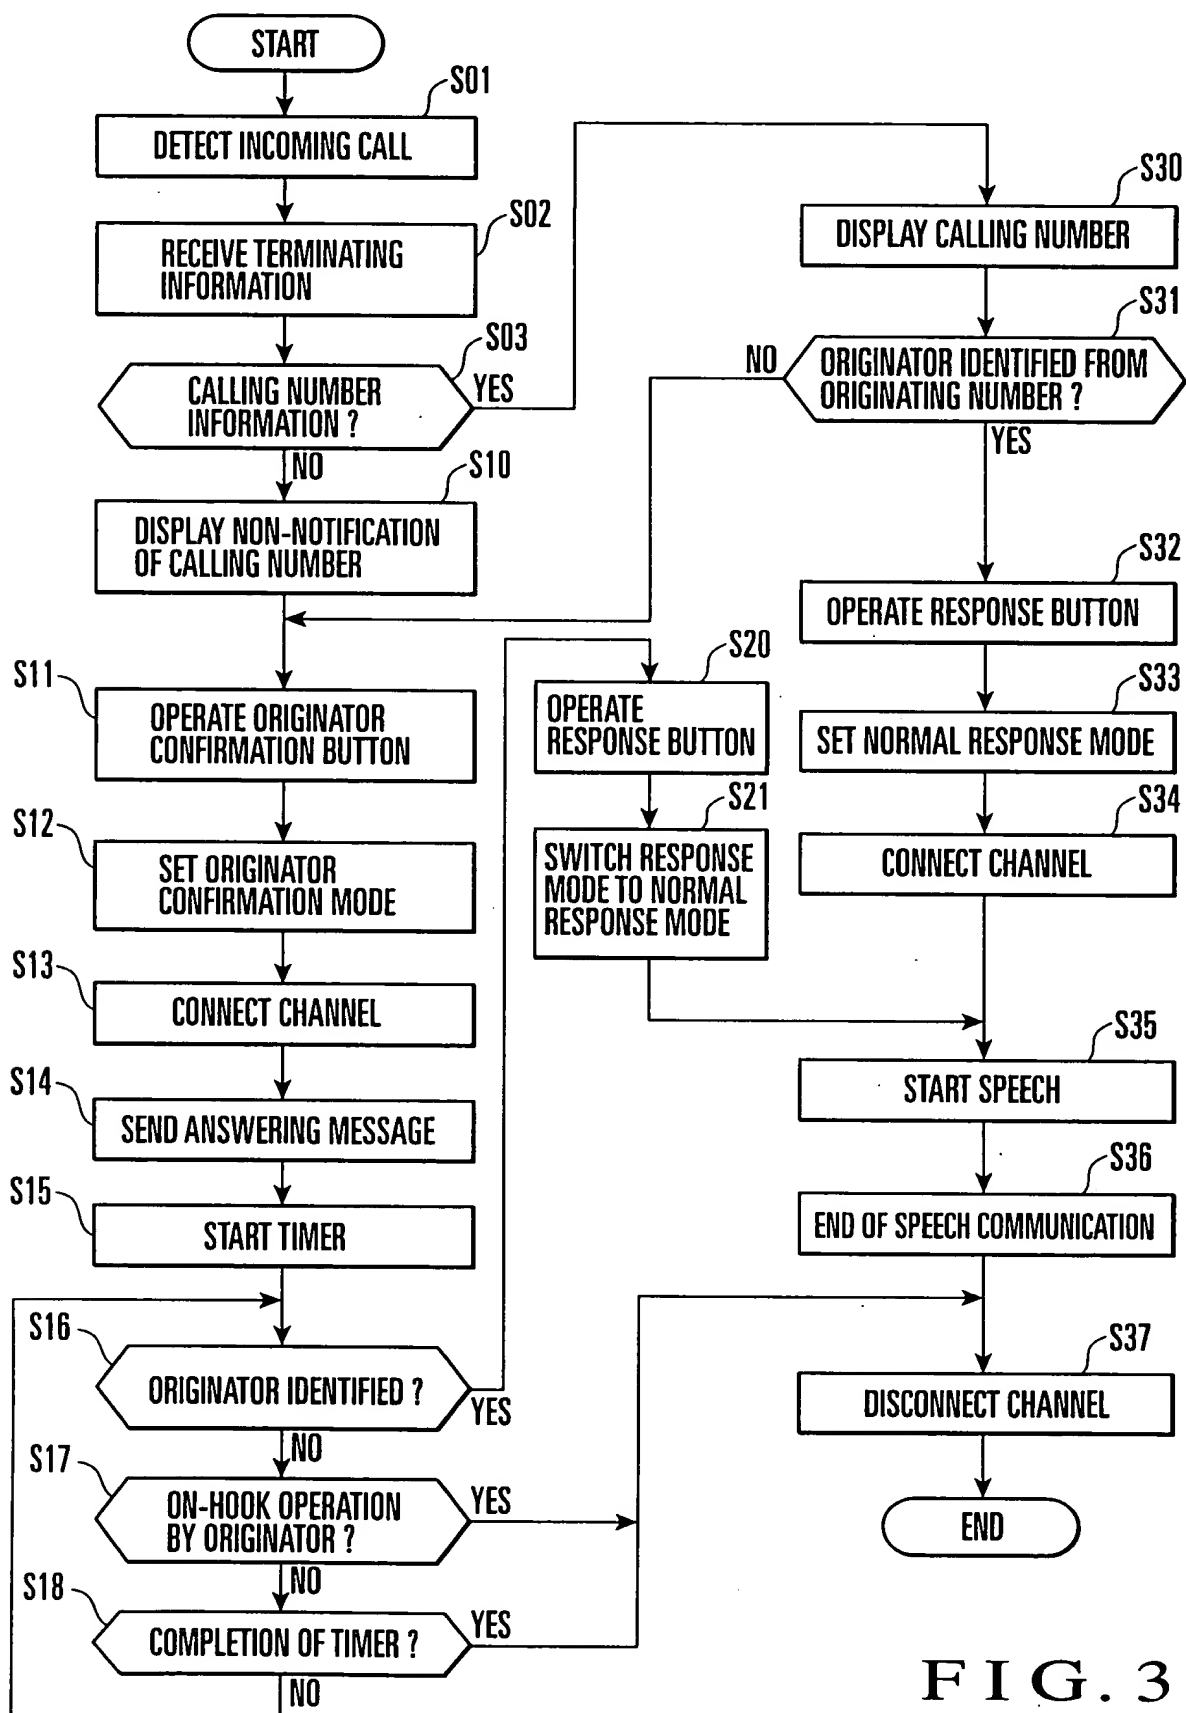 START
S01
DETECT INCOMING CALL
S02
RECEIVE TERMINATING
INFORMATION
S03
CALLING NUMBER
INFORMATION ?
YES
NO
S10
DISPLAY NON-NOTIFICATION
OF CALLING NUMBER
S11
OPERATE ORIGINATOR
CONFIRMATION BUTTON
S12
SET ORIGINATOR
CONFIRMATION MODE
S13
CONNECT CHANNEL
S14
SEND ANSWERING MESSAGE
S15
START TIMER
S16
ORIGINATOR IDENTIFIED ?
YES
NO
S17
ON-HOOK OPERATION
BY ORIGINATOR ?
YES
NO
S18
COMPLETION OF TIMER ?
YES
NO
S20
OPERATE
RESPONSE BUTTON
S21
SWITCH RESPONSE
MODE TO NORMAL
RESPONSE MODE
S30
DISPLAY CALLING NUMBER
S31
NO
ORIGINATOR IDENTIFIED FROM
ORIGINATING NUMBER ?
YES
S32
OPERATE RESPONSE BUTTON
S33
SET NORMAL RESPONSE MODE
S34
CONNECT CHANNEL
S35
START SPEECH
S36
END OF SPEECH COMMUNICATION
S37
DISCONNECT CHANNEL
END
FIG. 3